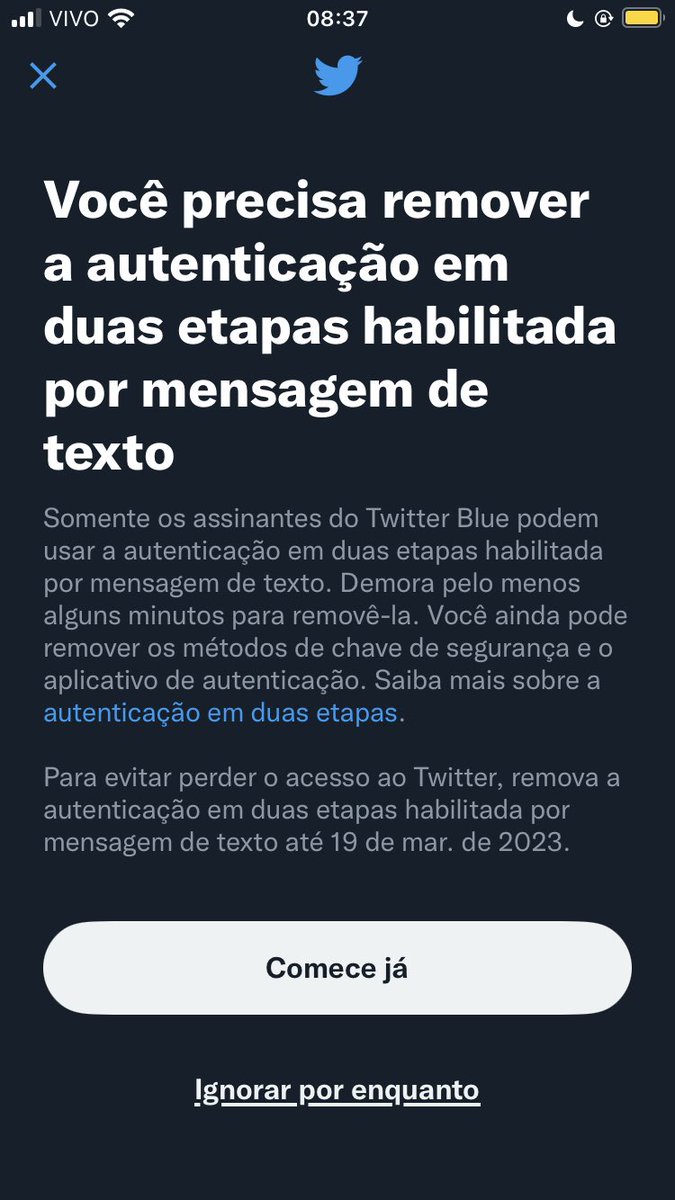 VIVO 08:37
Você precisa remover
a autenticação em
duas etapas habilitada
por mensagem de
texto
Somente os assinantes do Twitter Blue podem
usar a autenticação em duas etapas habilitada
por mensagem de texto. Demora pelo menos
alguns minutos para removê-la. Você ainda pode
remover os métodos de chave de segurança e o
aplicativo de autenticação. Saiba mais sobre a
autenticação em duas etapas.
Para evitar perder o acesso ao Twitter, remova a
autenticação em duas etapas habilitada por
mensagem de texto até 19 de mar. de 2023.
Comece já
Ignorar por enquanto